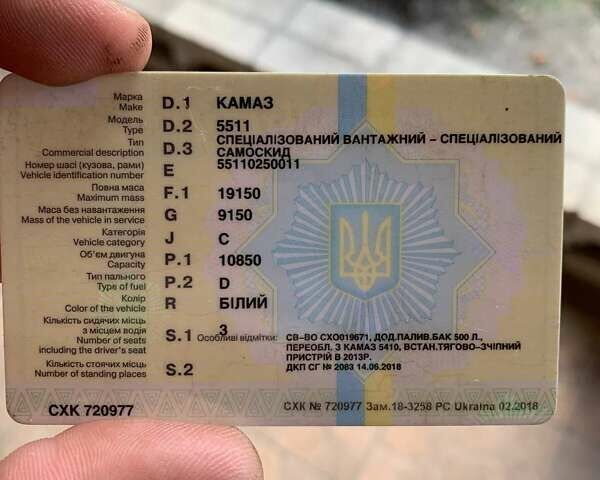 Марка
Make D.1 КАМАЗ
Модель
Type D.2 5511
Тип
Commercial description D.3 СПЕЦІАЛІЗОВАНИЙ ВАНТАЖНИЙ – СПЕЦІАЛІЗОВАНИЙ
САМОСКИД
Номер шасі (кузова, рами)
Vehicle identification number E 55110250011
Повна маса
Maximum mass F.1 19150
Маса без навантаження
Mass of the vehicle in service G 9150
Категорія
Vehicle category J C
Об'єм двигуна
Capacity P.1 10850
Тип пального
Type of fuel P.2 D
Колір
Color of the vehicle R БІЛИЙ
Кількість сидячих місць
з місцем водія
Number of seats
including the driver's seat S.1 3
Особливі відмітки: СВ-ВО СХО019671, ДОД.ПАЛИВ.БАК 500 Л.,
ПЕРЕОБЛ. З КАМАЗ 5410, ВСТАН.ТЯГОВО-ЗЧІПНИЙ
ПРИСТРІЙ В 2013Р.
ДКП СГ № 2083 14.06.2018
Кількість стоячих місць
Number of standing places S.2
СХК 720977
СХК № 720977 Зам.18-3258 РС Ukraina 02.2018